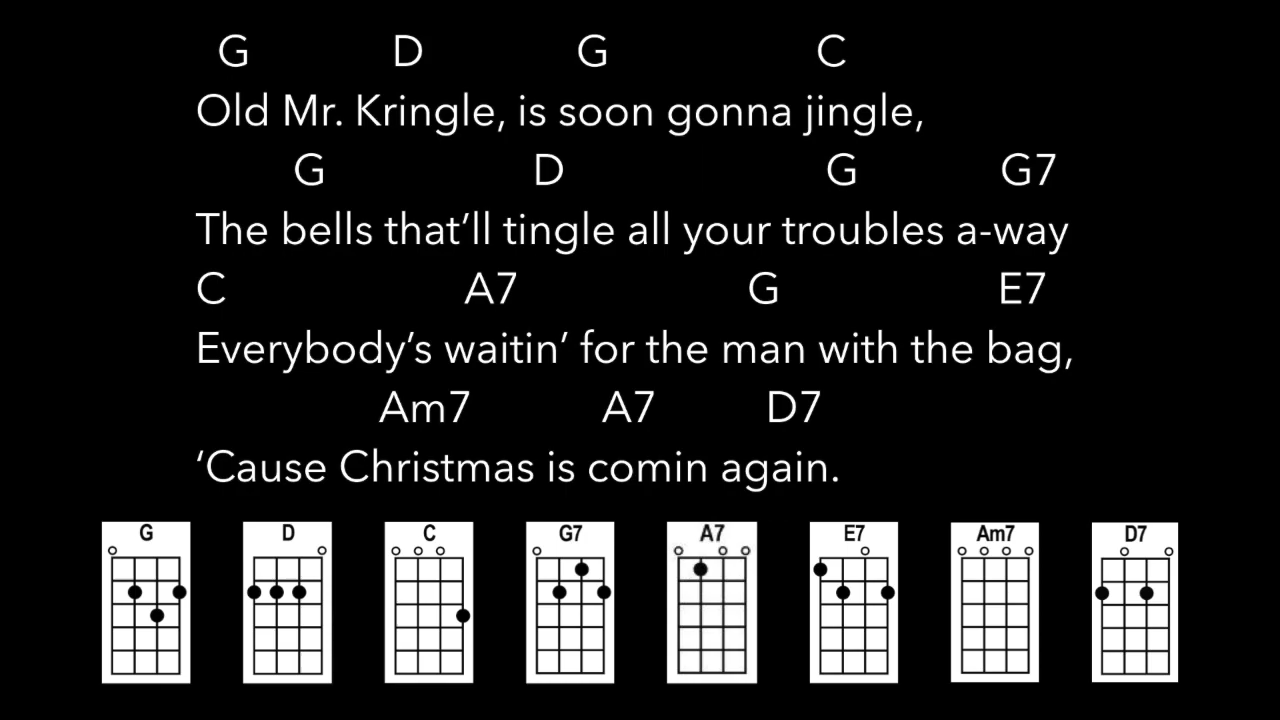 G D G C
Old Mr. Kringle, is soon gonna jingle,
G D G G7
The bells that’ll tingle all your troubles a-way
C A7 G E7
Everybody’s waitin’ for the man with the bag,
Am7 A7 D7
‘Cause Christmas is comin again.
G D C G7 A7 E7 Am7 D7